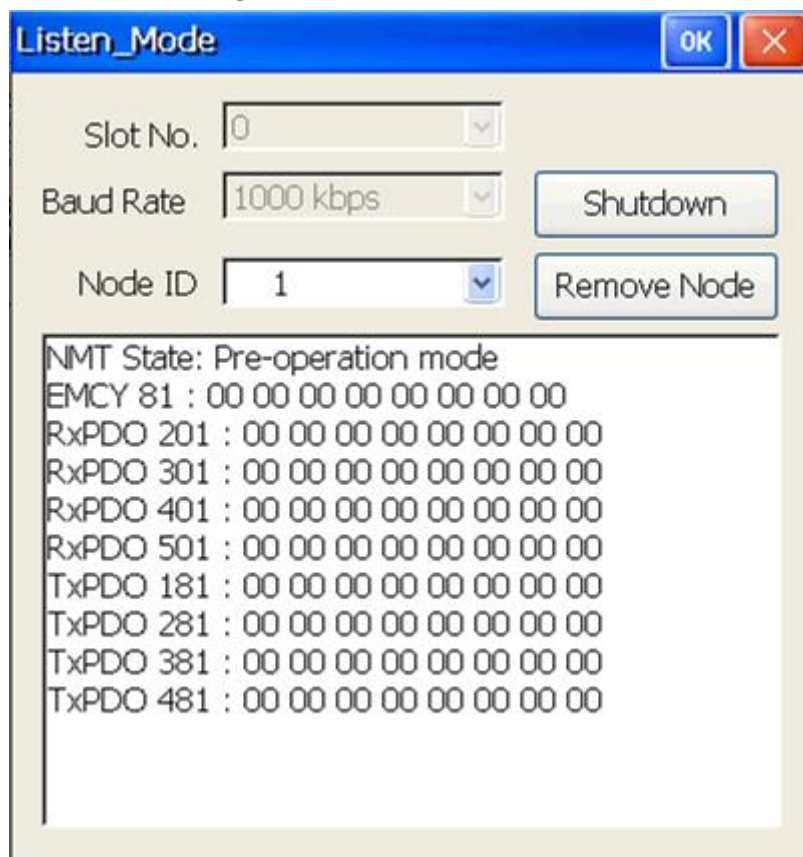 Listen_Mode OK
Slot No. 0
Baud Rate 1000 kbps Shutdown
Node ID 1 Remove Node
NMT State: Pre-operation mode
EMCY 81 : 00 00 00 00 00 00 00 00
RxPDO 201 : 00 00 00 00 00 00 00 00
RxPDO 301 : 00 00 00 00 00 00 00 00
RxPDO 401 : 00 00 00 00 00 00 00 00
RxPDO 501 : 00 00 00 00 00 00 00 00
TxPDO 181 : 00 00 00 00 00 00 00 00
TxPDO 281 : 00 00 00 00 00 00 00 00
TxPDO 381 : 00 00 00 00 00 00 00 00
TxPDO 481 : 00 00 00 00 00 00 00 00